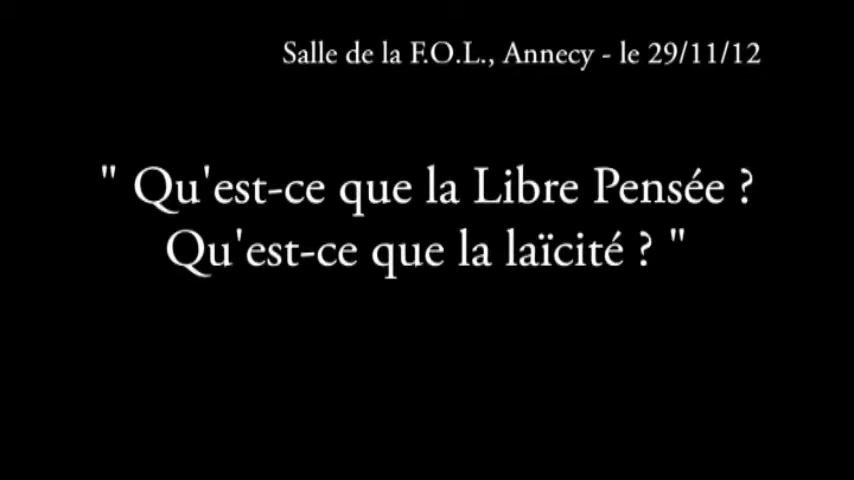 Salle de la F.O.L., Annecy - le 29/11/12
" Qu'est-ce que la Libre Pensée ?
Qu'est-ce que la laïcité ? "